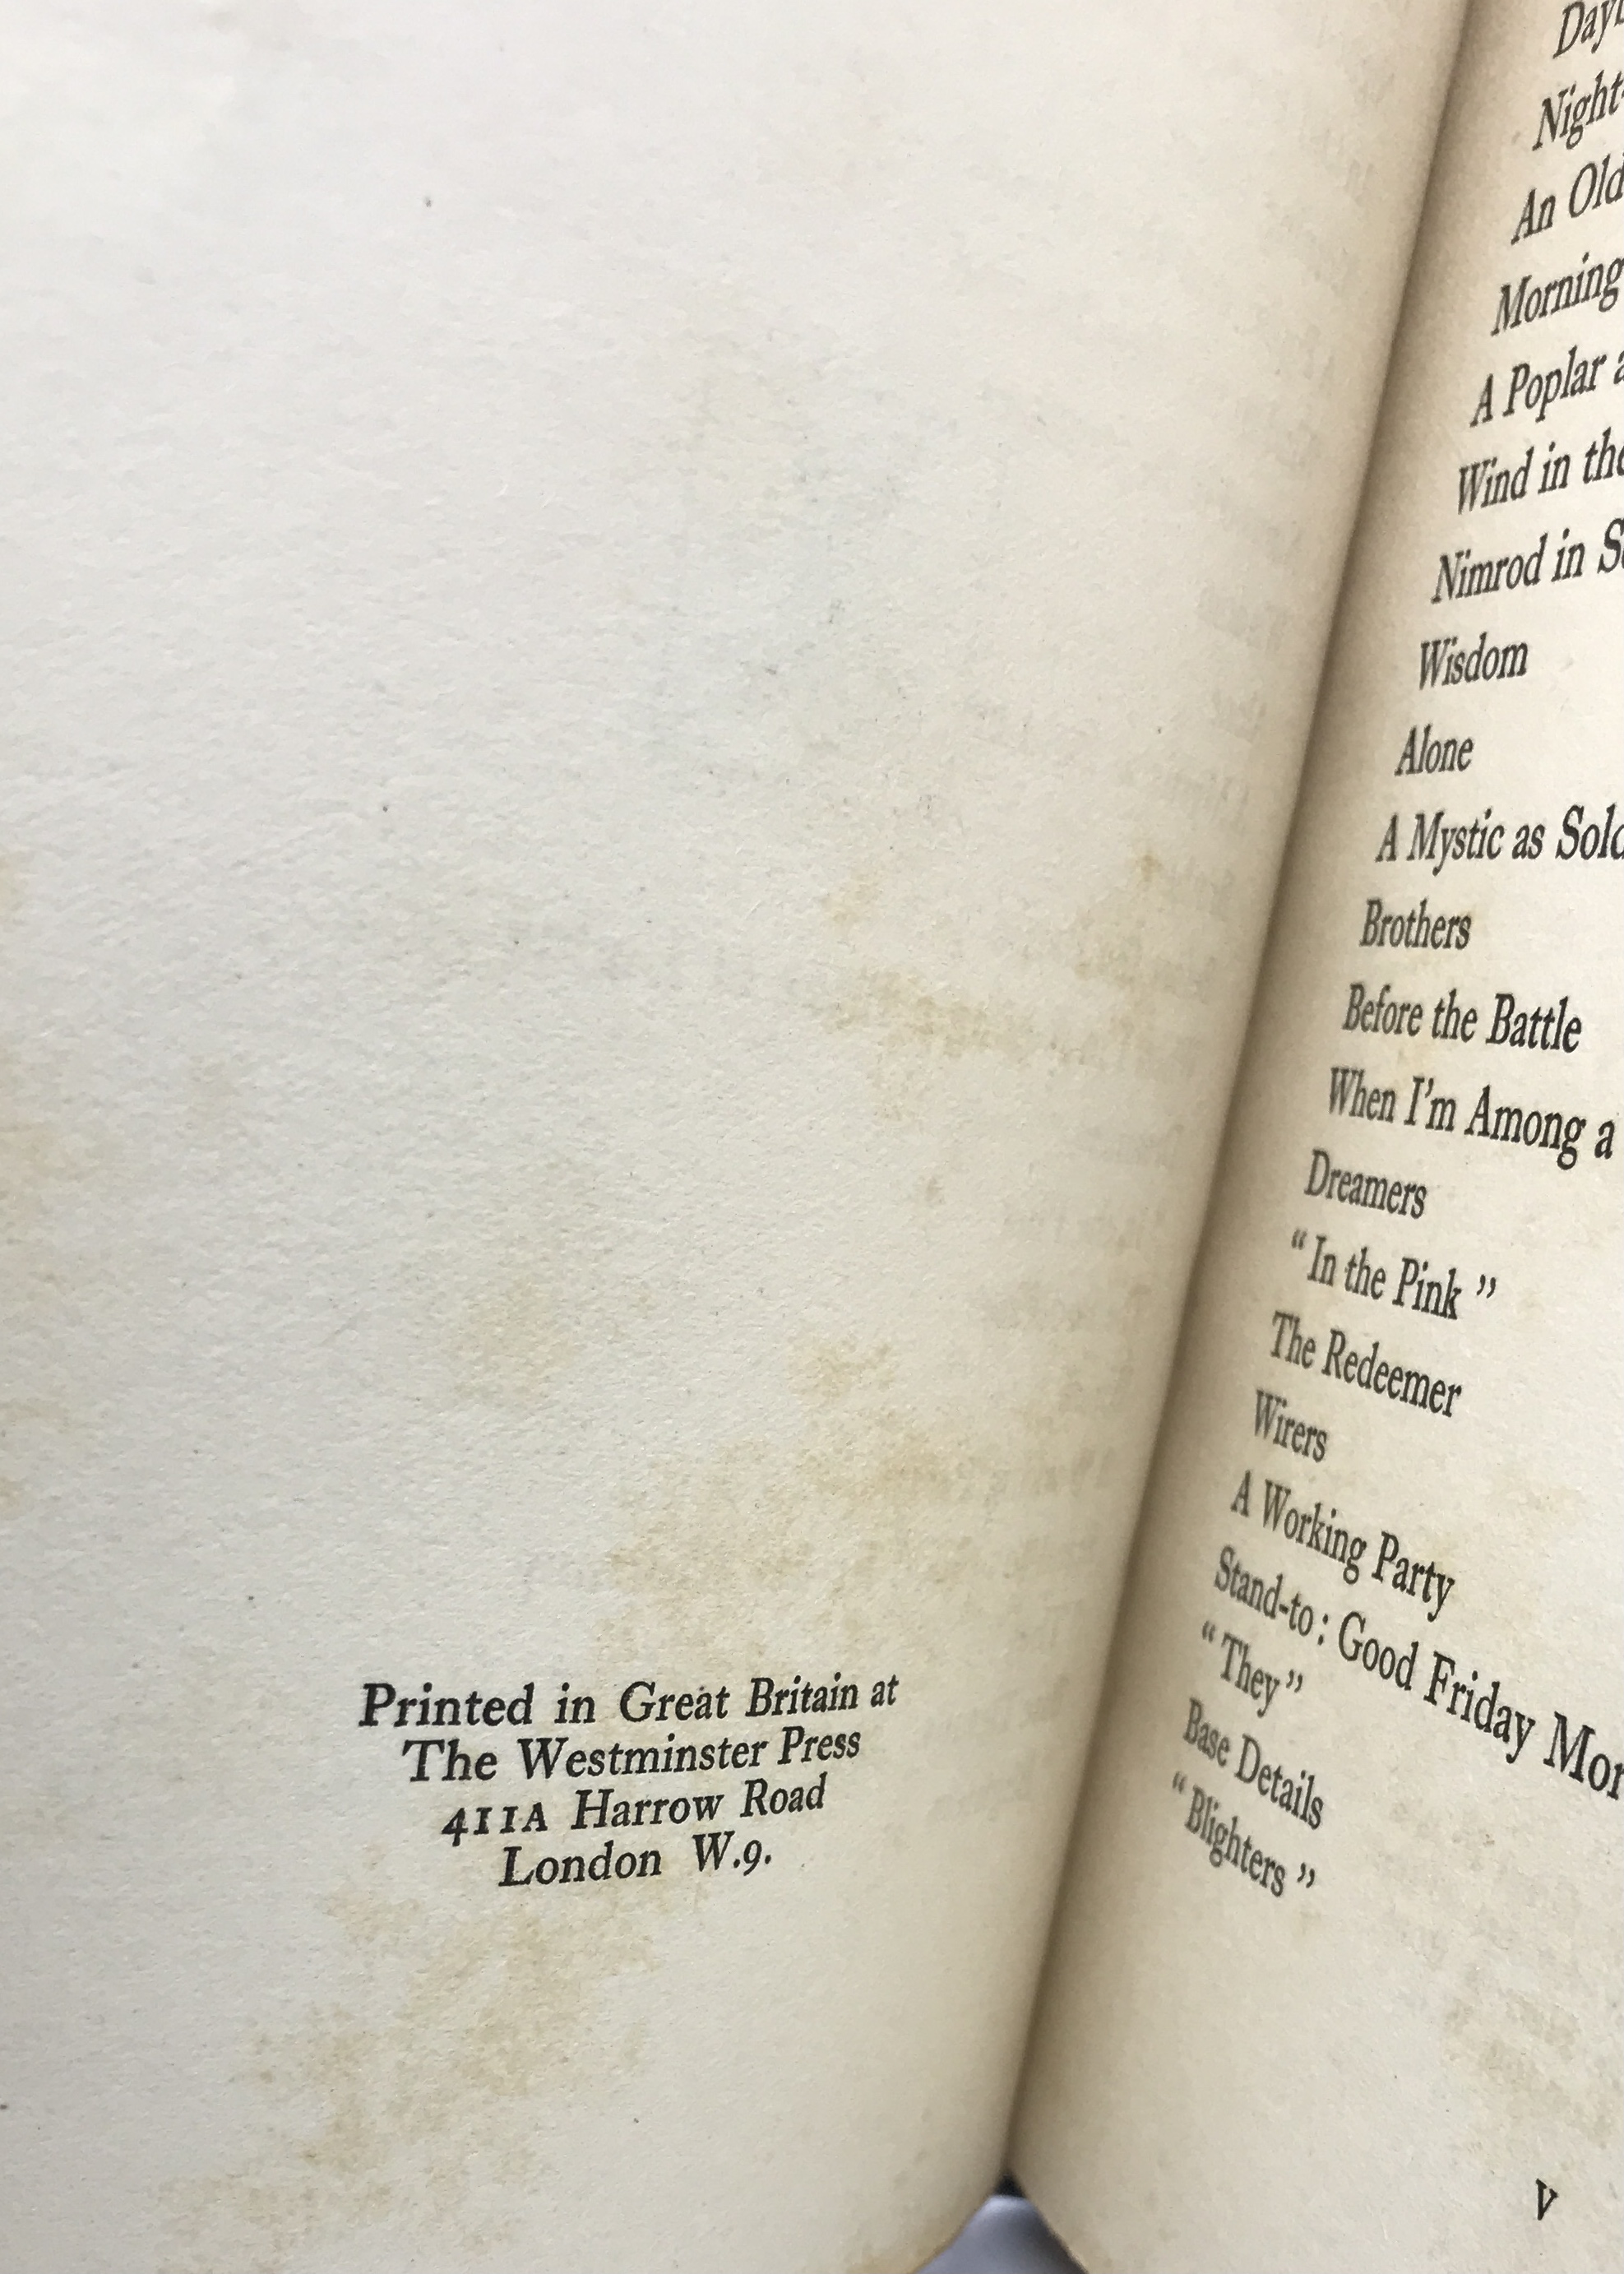 Printed in Great Britain at
The Westminster Press
411A Harrow Road
London W.9.
An Old
Morning
A Poplar
Wind in the
Nimrod in
Wisdom
Alone
A Mystic as
Brothers
Before the Battle
When I'm Among a
Dreamers
“ In the Pink ”
The Redeemer
Wirers
A Working Party
Stand-to : Good Friday
“ They ”
Base Details
“ Blighters ”
v